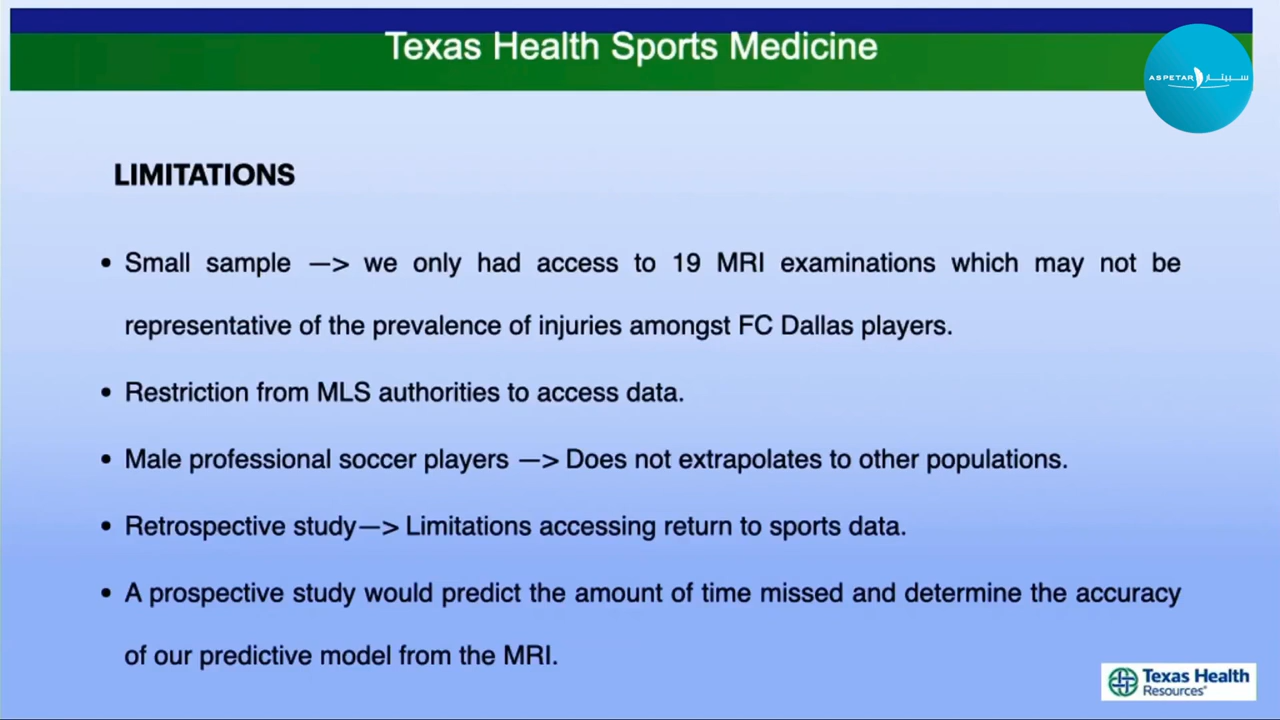 Texas Health Sports Medicine
ASPETAR سبيتار
LIMITATIONS
• Small sample —> we only had access to 19 MRI examinations which may not be
representative of the prevalence of injuries amongst FC Dallas players.
• Restriction from MLS authorities to access data.
• Male professional soccer players —> Does not extrapolates to other populations.
• Retrospective study—> Limitations accessing return to sports data.
• A prospective study would predict the amount of time missed and determine the accuracy
of our predictive model from the MRI.
Texas Health
Resources®